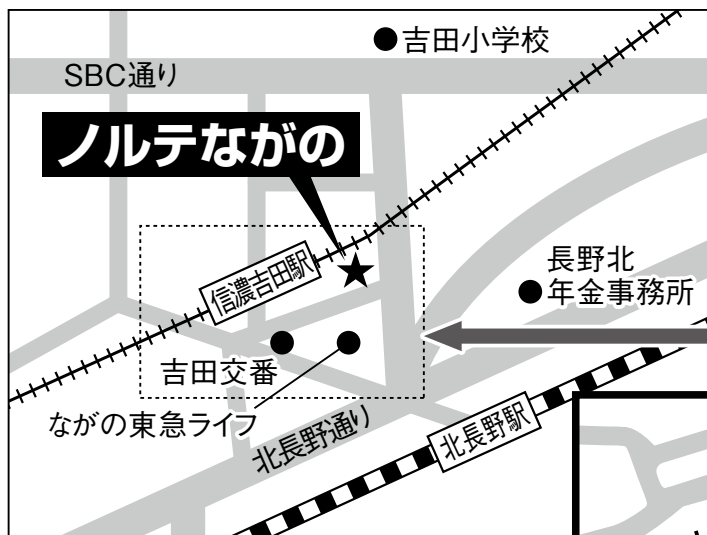 吉田小学校
SBC通り
ノルテながの
信濃吉田駅
長野北
年金事務所
吉田交番
ながの東急ライフ
北長野通り
北長野駅